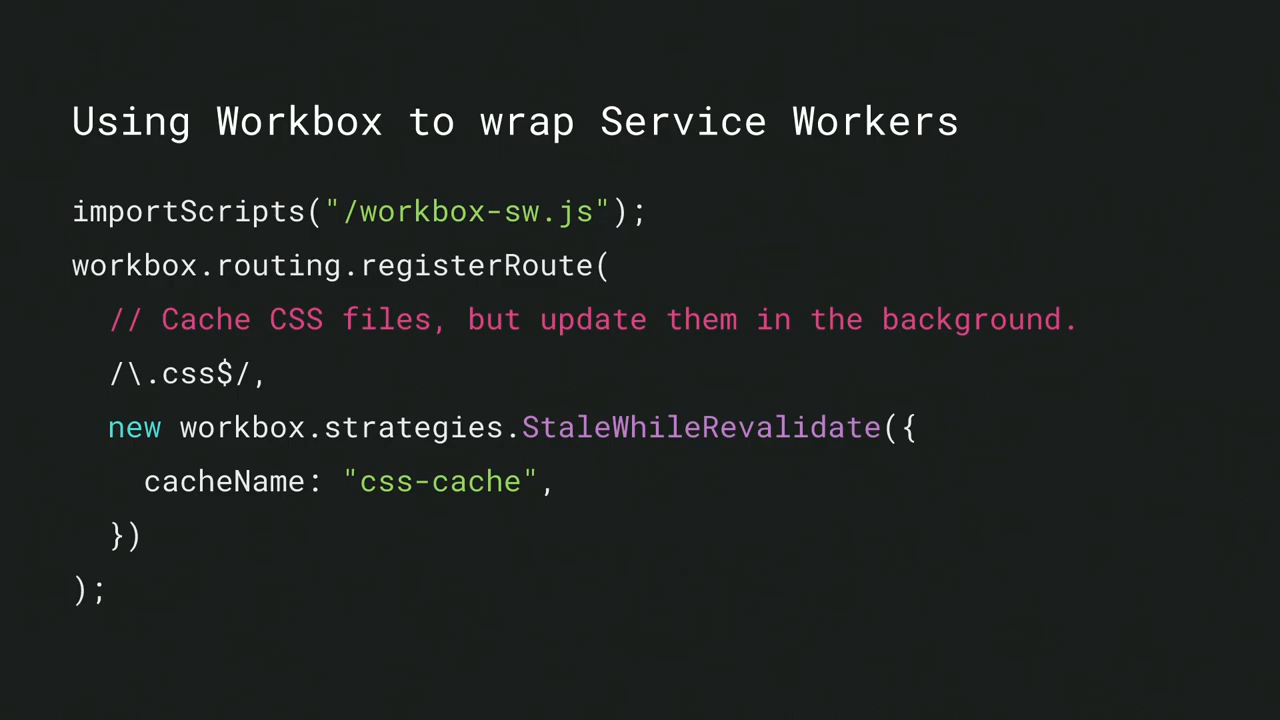 Using Workbox to wrap Service Workers
importScripts("/workbox-sw.js");
workbox.routing.registerRoute(
  // Cache CSS files, but update them in the background.
  /\.css$/,
  new workbox.strategies.StaleWhileRevalidate({
    cacheName: "css-cache",
  })
);